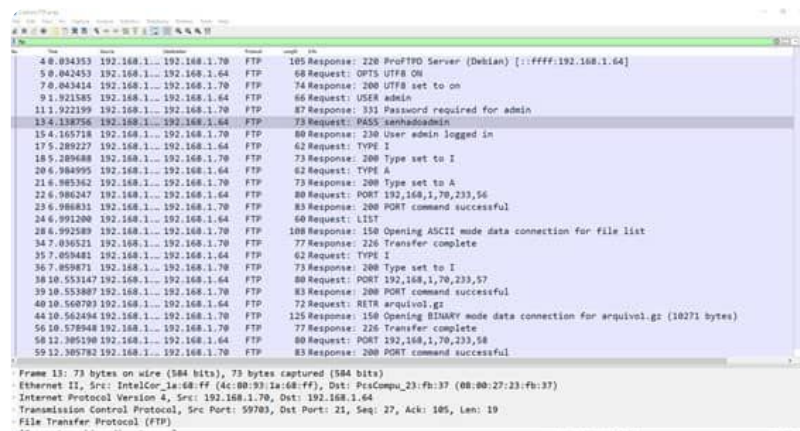 ftp
Time Source Destination Protocol Length Info
4 0.034353 192.168.1... 192.168.1.70 FTP 105 Response: 220 ProFTPD Server (Debian) [::ffff:192.168.1.64]
5 0.042453 192.168.1... 192.168.1.64 FTP 68 Request: OPTS UTF8 ON
7 0.043414 192.168.1... 192.168.1.70 FTP 74 Response: 200 UTF8 set to on
9 1.921585 192.168.1... 192.168.1.64 FTP 66 Request: USER admin
11 1.922199 192.168.1... 192.168.1.70 FTP 87 Response: 331 Password required for admin
13 4.138756 192.168.1... 192.168.1.64 FTP 73 Request: PASS senhadoadmin
15 4.165718 192.168.1... 192.168.1.70 FTP 80 Response: 230 User admin logged in
17 5.289227 192.168.1... 192.168.1.64 FTP 62 Request: TYPE I
18 5.289688 192.168.1... 192.168.1.70 FTP 73 Response: 200 Type set to I
20 6.984995 192.168.1... 192.168.1.64 FTP 62 Request: TYPE A
21 6.985362 192.168.1... 192.168.1.70 FTP 73 Response: 200 Type set to A
22 6.986247 192.168.1... 192.168.1.64 FTP 80 Request: PORT 192,168,1,70,233,56
23 6.986831 192.168.1... 192.168.1.70 FTP 83 Response: 200 PORT command successful
24 6.991200 192.168.1... 192.168.1.64 FTP 60 Request: LIST
28 6.992589 192.168.1... 192.168.1.70 FTP 108 Response: 150 Opening ASCII mode data connection for file list
34 7.036521 192.168.1... 192.168.1.70 FTP 77 Response: 226 Transfer complete
35 7.059481 192.168.1... 192.168.1.64 FTP 62 Request: TYPE I
36 7.059871 192.168.1... 192.168.1.70 FTP 73 Response: 200 Type set to I
38 10.553147 192.168.1... 192.168.1.64 FTP 80 Request: PORT 192,168,1,70,233,57
39 10.553807 192.168.1... 192.168.1.70 FTP 83 Response: 200 PORT command successful
40 10.560703 192.168.1... 192.168.1.64 FTP 72 Request: RETR arquivo1.gz
44 10.562494 192.168.1... 192.168.1.70 FTP 125 Response: 150 Opening BINARY mode data connection for arquivo1.gz (10271 bytes)
56 10.578948 192.168.1... 192.168.1.70 FTP 77 Response: 226 Transfer complete
58 12.305190 192.168.1... 192.168.1.64 FTP 80 Request: PORT 192,168,1,70,233,58
59 12.305782 192.168.1... 192.168.1.70 FTP 83 Response: 200 PORT command successful
Frame 13: 73 bytes on wire (584 bits), 73 bytes captured (584 bits)
Ethernet II, Src: IntelCor_1a:68:ff (4c:80:93:1a:68:ff), Dst: PcsCompu_23:fb:37 (08:00:27:23:fb:37)
Internet Protocol Version 4, Src: 192.168.1.70, Dst: 192.168.1.64
Transmission Control Protocol, Src Port: 59703, Dst Port: 21, Seq: 27, Ack: 105, Len: 19
File Transfer Protocol (FTP)